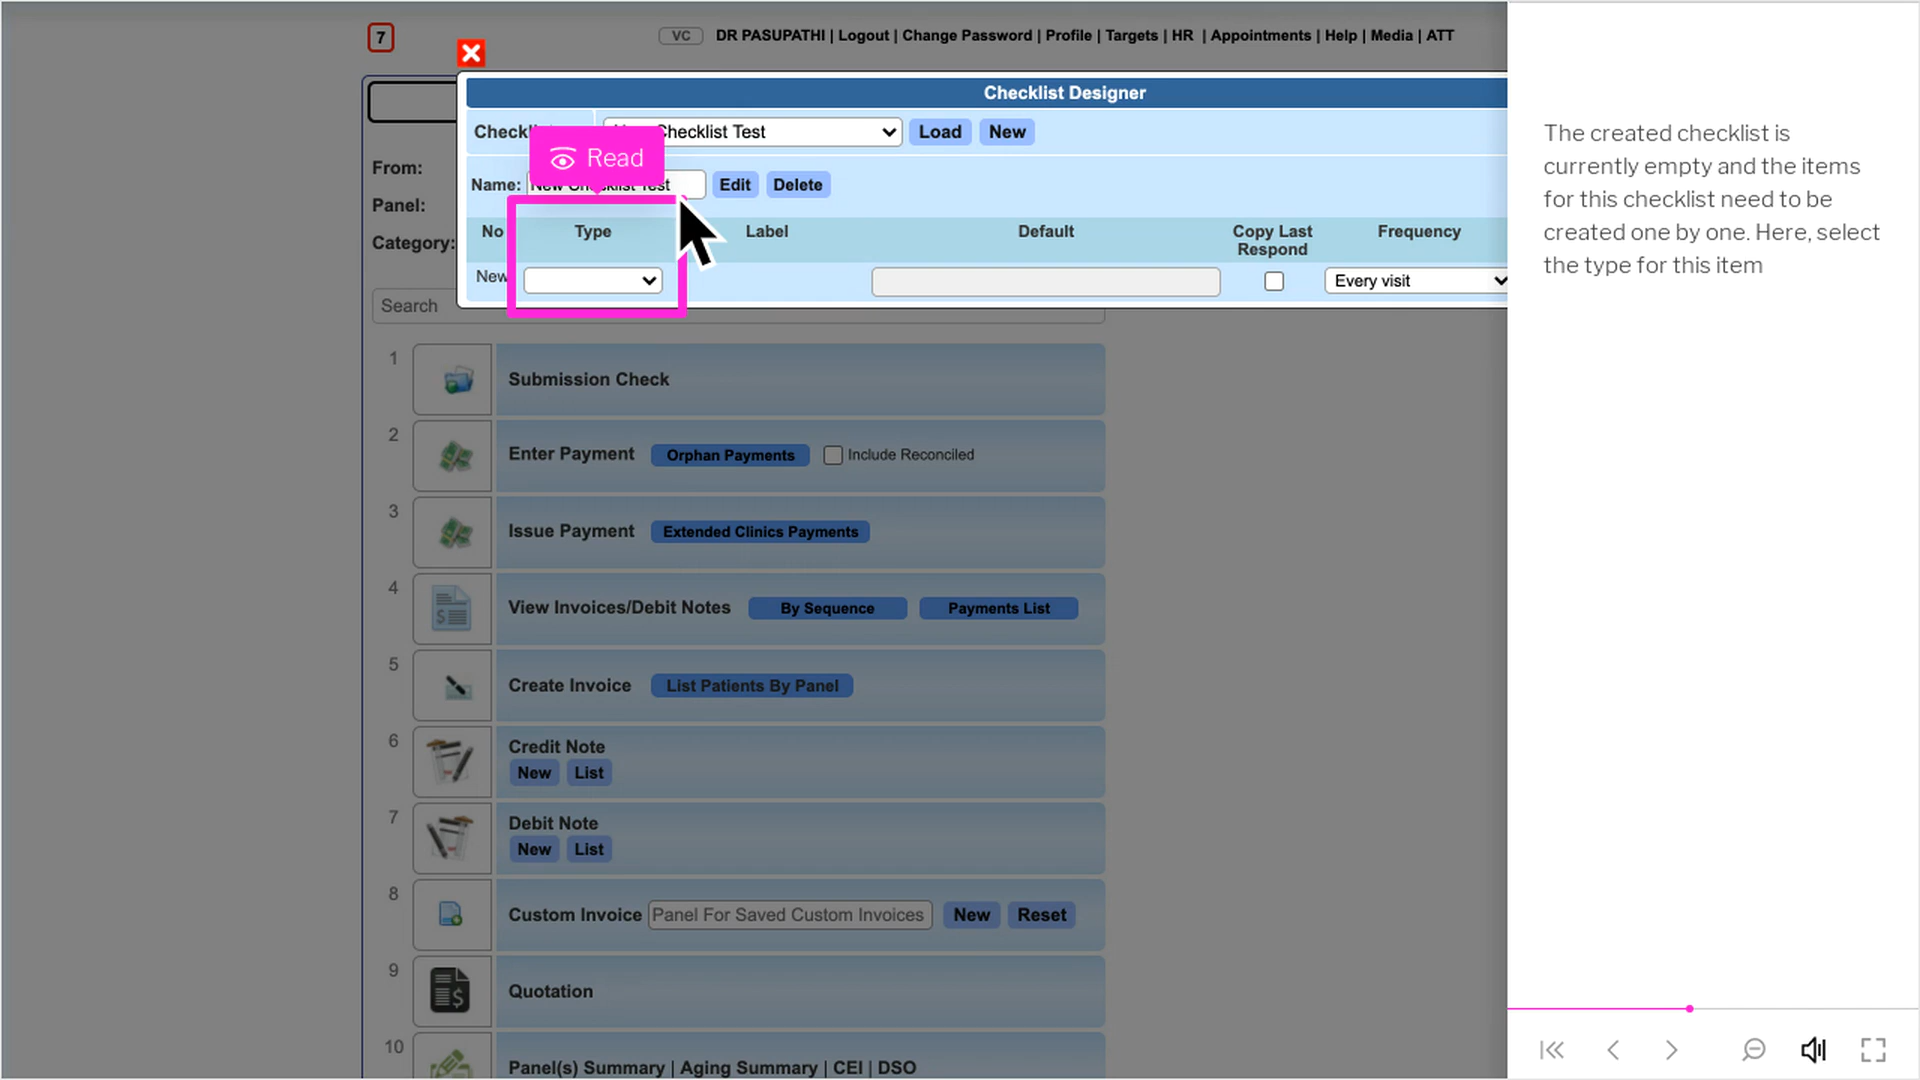 7
VC DR PASUPATHI | Logout | Change Password | Profile | Targets | HR | Appointments | Help | Media | ATT
Checklist Designer
Checklist Test Load New
Read
Name: New Checklist Test Edit Delete
No Type Label Default Copy Last Respond Frequency
New Every visit
From:
Panel:
Category:
Search
1 Submission Check
2 Enter Payment Orphan Payments Include Reconciled
3 Issue Payment Extended Clinics Payments
4 View Invoices/Debit Notes By Sequence Payments List
5 Create Invoice List Patients By Panel
6 Credit Note
New List
7 Debit Note
New List
8 Custom Invoice Panel For Saved Custom Invoices New Reset
9 Quotation
10 Panel(s) Summary | Aging Summary | CEI | DSO
The created checklist is
currently empty and the items
for this checklist need to be
created one by one. Here, select
the type for this item